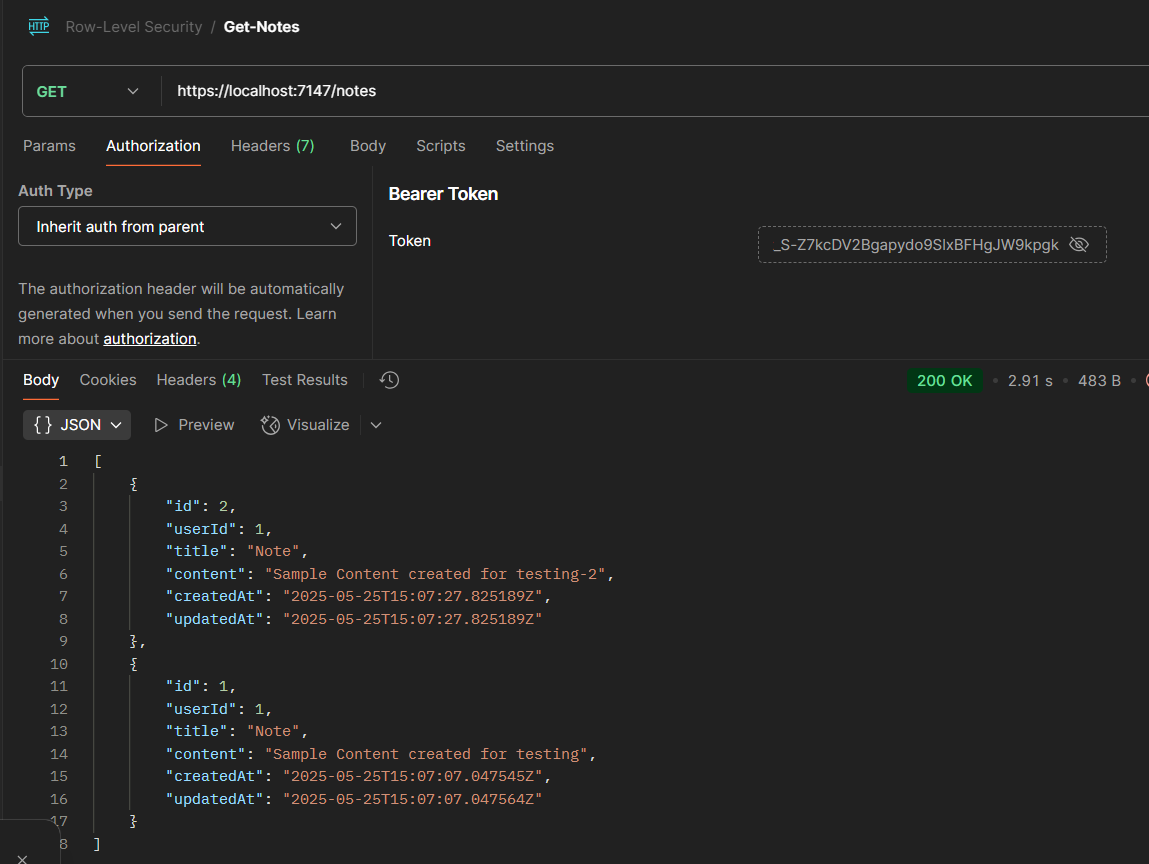 HTTP Row-Level Security / Get-Notes
GET https://localhost:7147/notes
Params Authorization Headers (7) Body Scripts Settings
Auth Type
Inherit auth from parent
The authorization header will be automatically
generated when you send the request. Learn
more about authorization.
Bearer Token
Token _S-Z7kcDV2Bgapydo9SlxBFHgJW9kpgk
Body Cookies Headers (4) Test Results 200 OK • 2.91 s • 483 B •
{} JSON Preview Visualize
1 [
2 {
3 "id": 2,
4 "userId": 1,
5 "title": "Note",
6 "content": "Sample Content created for testing-2",
7 "createdAt": "2025-05-25T15:07:27.825189Z",
8 "updatedAt": "2025-05-25T15:07:27.825189Z"
9 },
10 {
11 "id": 1,
12 "userId": 1,
13 "title": "Note",
14 "content": "Sample Content created for testing",
15 "createdAt": "2025-05-25T15:07:07.047545Z",
16 "updatedAt": "2025-05-25T15:07:07.047564Z"
17 }
8 ]